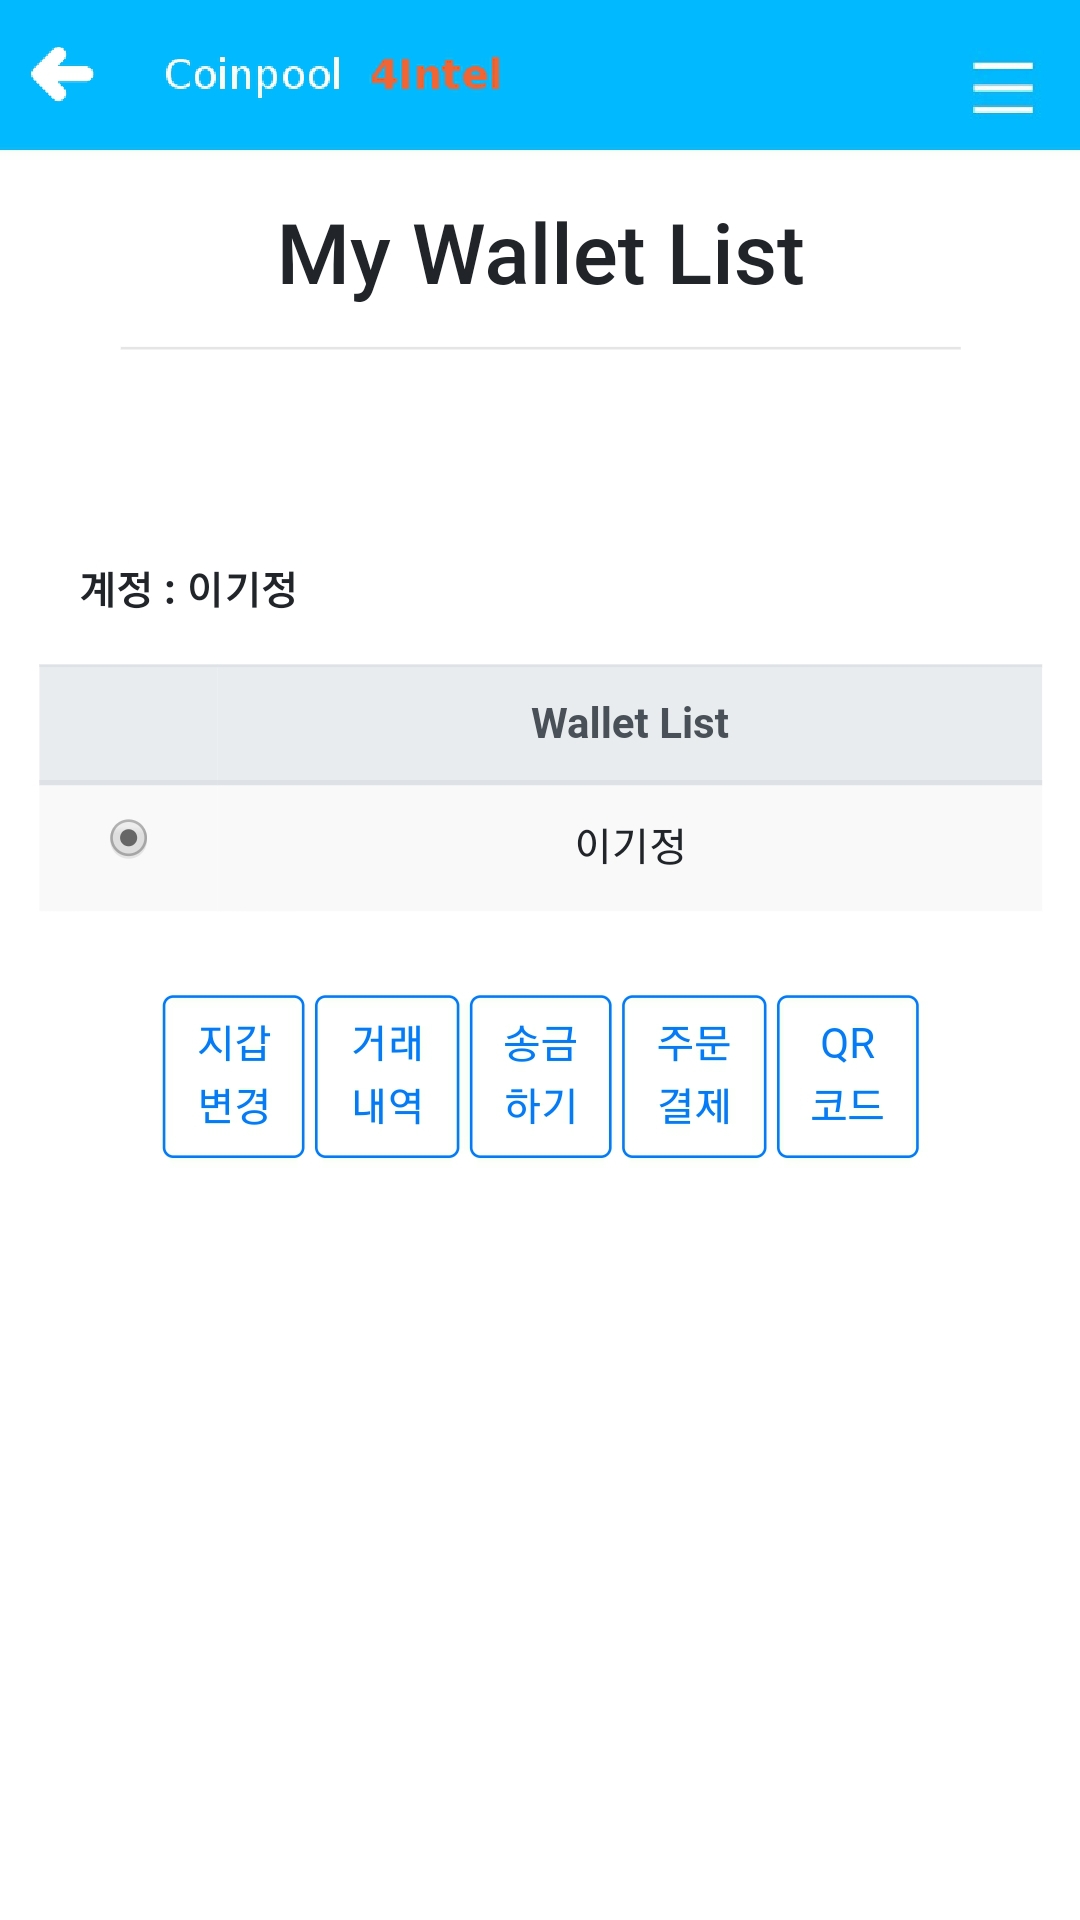 Coinpool 4Intel
My Wallet List
계정 : 이기정
Wallet List
이기정
지갑 거래 송금 주문 QR
변경 내역 하기 결제 코드